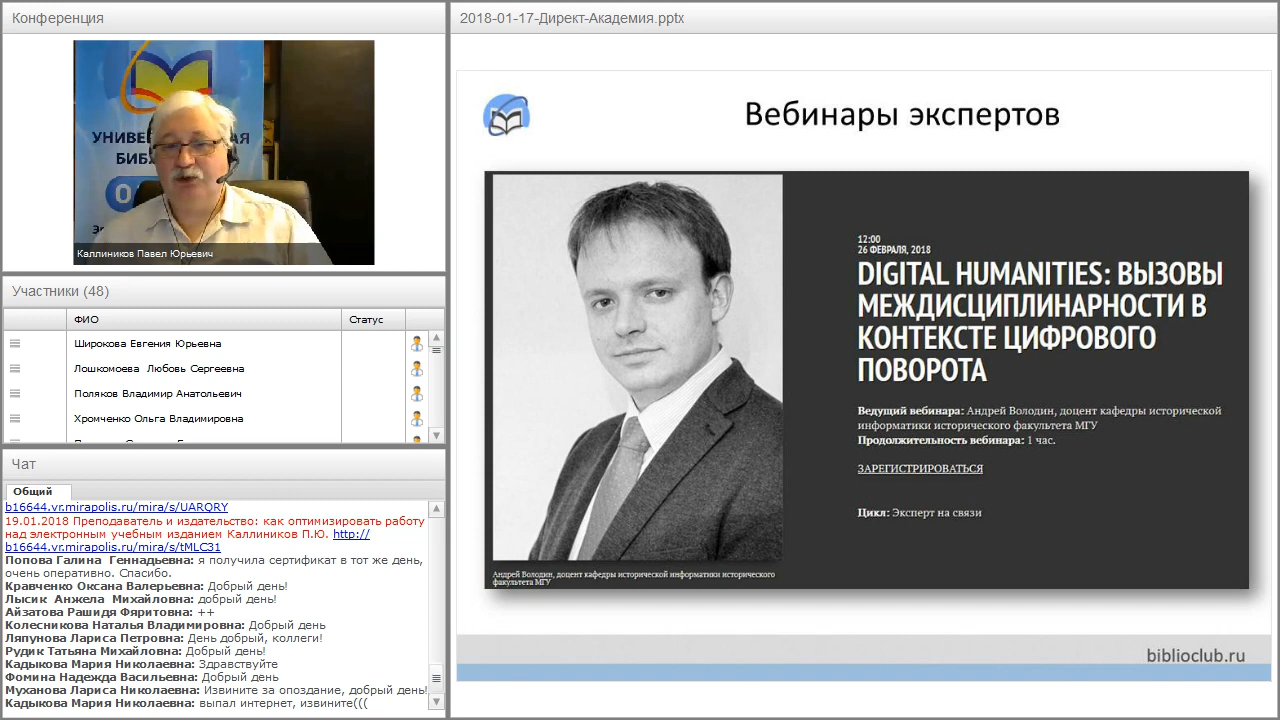 Конференция
УНИВЕР
АЯ
БИБ
Каллиников Павел Юрьевич
Участники (48)
ФИО
Статус
Широкова Евгения Юрьевна
Лошкомоева Любовь Сергеевна
Поляков Владимир Анатольевич
Хромченко Ольга Владимировна
Чат
Общий
b16644.vr.mirapolis.ru/mira/s/UARQRY
19.01.2018 Преподаватель и издательство: как оптимизировать работу
над электронным учебным изданием Каллиников П.Ю. http://
b16644.vr.mirapolis.ru/mira/s/tMLC31
Попова Галина Геннадьевна: я получила сертификат в тот же день,
очень оперативно. Спасибо.
Кравченко Оксана Валерьевна: Добрый день!
Лысик Анжела Михайловна: добрый день!
Айзатова Рашидя Фяритовна: ++
Колесникова Наталья Владимировна: Добрый день
Ляпунова Лариса Петровна: День добрый, коллеги!
Рудик Татьяна Михайловна: Добрый день!
Кадыкова Мария Николаевна: Здравствуйте
Фомина Надежда Васильевна: Добрый день
Муханова Лариса Николаевна: Извините за опоздание, добрый день!
Кадыкова Мария Николаевна: выпал интернет, извините(((
2018-01-17-Директ-Академия.pptx
Вебинары экспертов
12:00
26 ФЕВРАЛЯ, 2018
DIGITAL HUMANITIES: ВЫЗОВЫ
МЕЖДИСЦИПЛИНАРНОСТИ В
КОНТЕКСТЕ ЦИФРОВОГО
ПОВОРОТА
Ведущий вебинара: Андрей Володин, доцент кафедры исторической
информатики исторического факультета МГУ
Продолжительность вебинара: 1 час.
ЗАРЕГИСТРИРОВАТЬСЯ
Цикл: Эксперт на связи
Андрей Володин, доцент кафедры исторической информатики исторического
факультета МГУ
biblioclub.ru